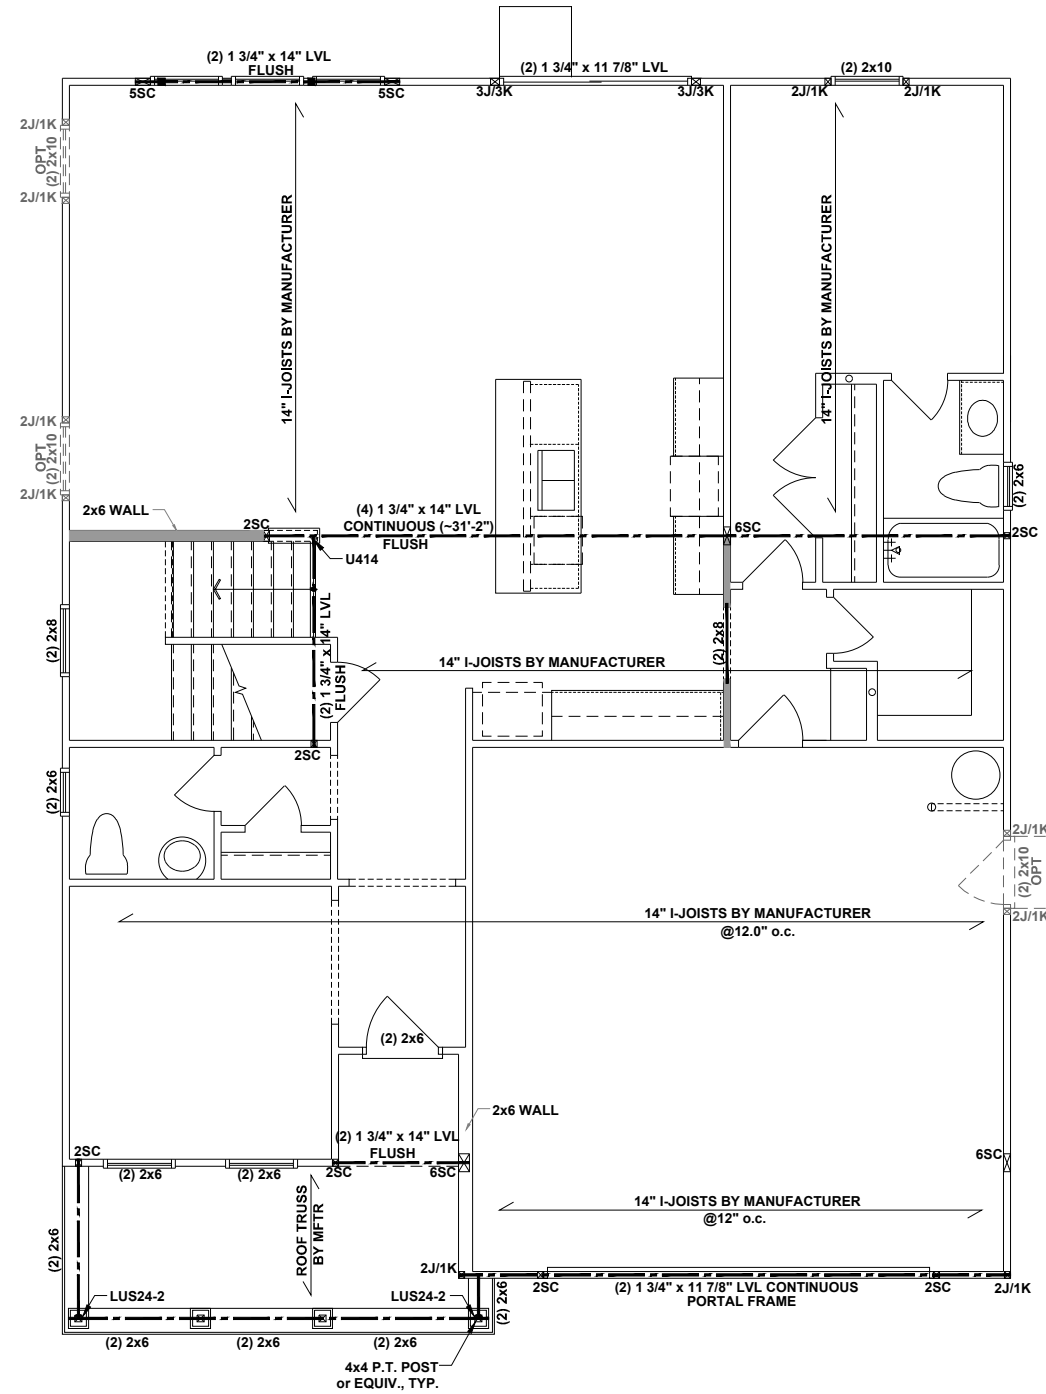 (2) 1 3/4" x 14" LVL
FLUSH
(2) 1 3/4" x 11 7/8" LVL
(2) 2x10
5SC
5SC
3J/3K
3J/3K
2J/1K
2J/1K
2J/1K
OPT
(2) 2x10
2J/1K
14" I-JOISTS BY MANUFACTURER
14" I-JOISTS BY MANUFACTURER
2J/1K
OPT
(2) 2x10
2J/1K
(2) 2x6
2x6 WALL
2SC
(4) 1 3/4" x 14" LVL
CONTINUOUS (~31'-2")
FLUSH
6SC
2SC
U414
(2) 2x8
(2) 1 3/4" x 14" LVL
FLUSH
(2) 2x8
14" I-JOISTS BY MANUFACTURER
2SC
(2) 2x6
2J/1K
(2) 2x10
OPT
2J/1K
14" I-JOISTS BY MANUFACTURER
@12.0" o.c.
(2) 2x6
2x6 WALL
(2) 1 3/4" x 14" LVL
FLUSH
2SC
(2) 2x6
(2) 2x6
2SC
6SC
6SC
(2) 2x6
ROOF TRUSS
BY MFTR
14" I-JOISTS BY MANUFACTURER
@12" o.c.
2J/1K
2SC
(2) 1 3/4" x 11 7/8" LVL CONTINUOUS
PORTAL FRAME
2SC
2J/1K
LUS24-2
LUS24-2
(2) 2x6
(2) 2x6
(2) 2x6
(2) 2x6
4x4 P.T. POST
or EQUIV., TYP.